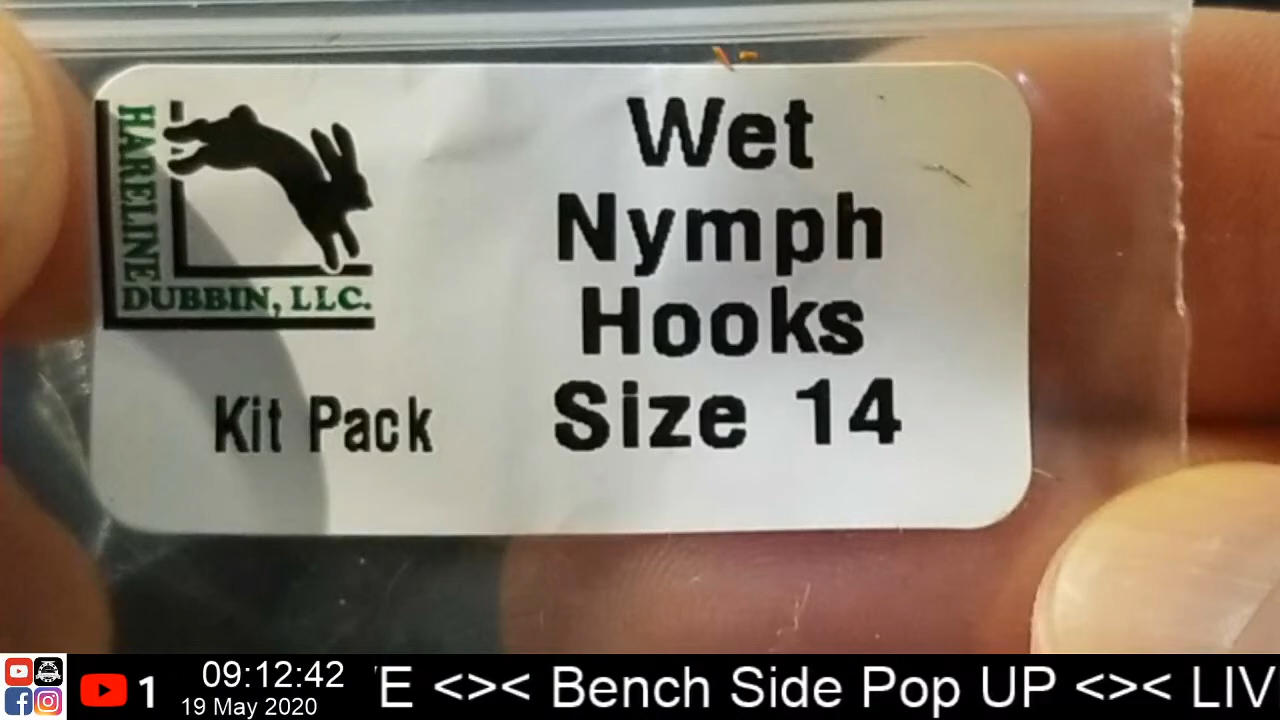 HARELINE
DUBBIN, LLC.
Kit Pack
Wet
Nymph
Hooks
Size 14
1
09:12:42
19 May 2020
E <>< Bench Side Pop UP <>< LIV